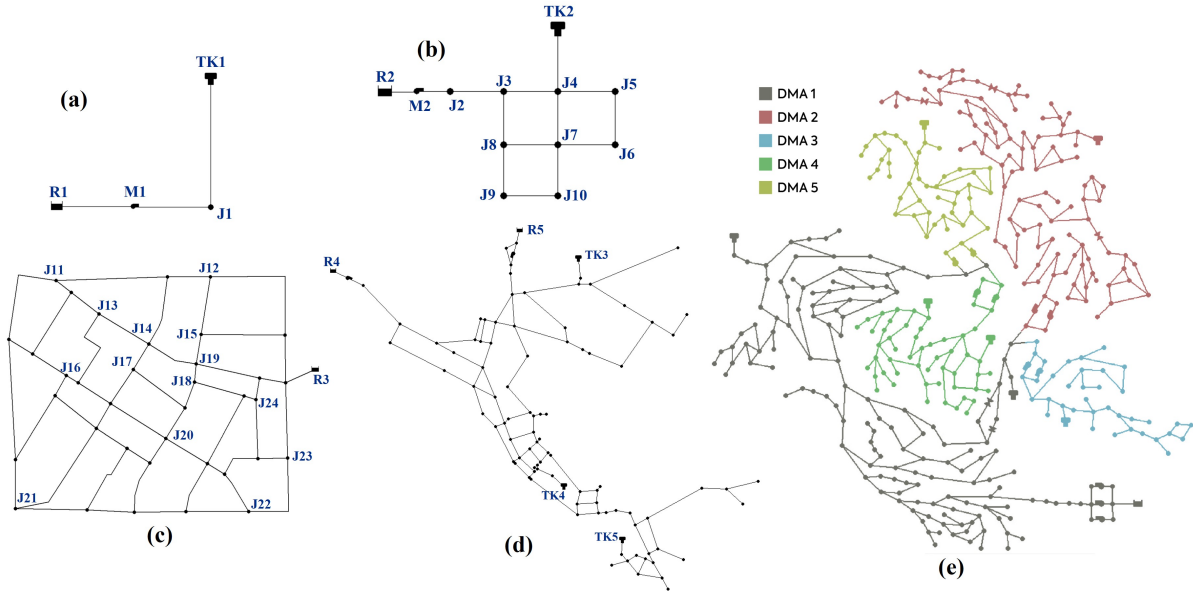 (a)
TK1
R1
M1
J1
(b)
TK2
R2
M2
J2
J3
J4
J5
J8
J7
J6
J9
J10
J11
J12
J13
J14
J15
J16
J17
J19
J18
R3
J24
J20
J23
J21
J22
(c)
R5
R4
TK3
TK4
TK5
(d)
DMA 1
DMA 2
DMA 3
DMA 4
DMA 5
(e)